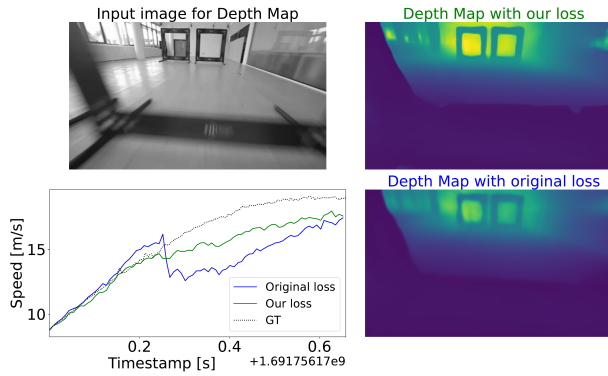 Input image for Depth Map
Depth Map with our loss
Depth Map with original loss
Speed [m/s]
15
10
Original loss
Our loss
GT
0.2
0.4
0.6
Timestamp [s]
+1.69175617e9